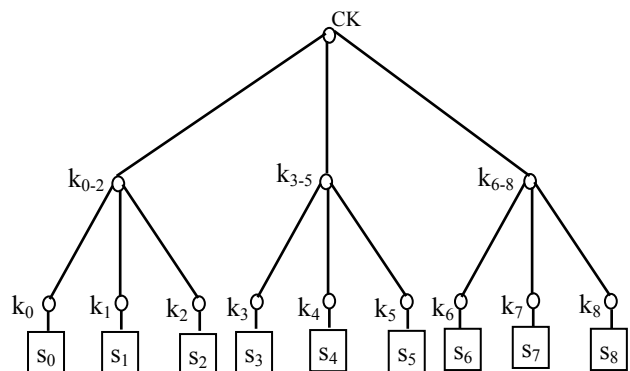 CK
k₀₋₂ k₃₋₅ k₆₋₈
k₀ k₁ k₂ k₃ k₄ k₅ k₆ k₇ k₈
s₀ s₁ s₂ s₃ s₄ s₅ s₆ s₇ s₈